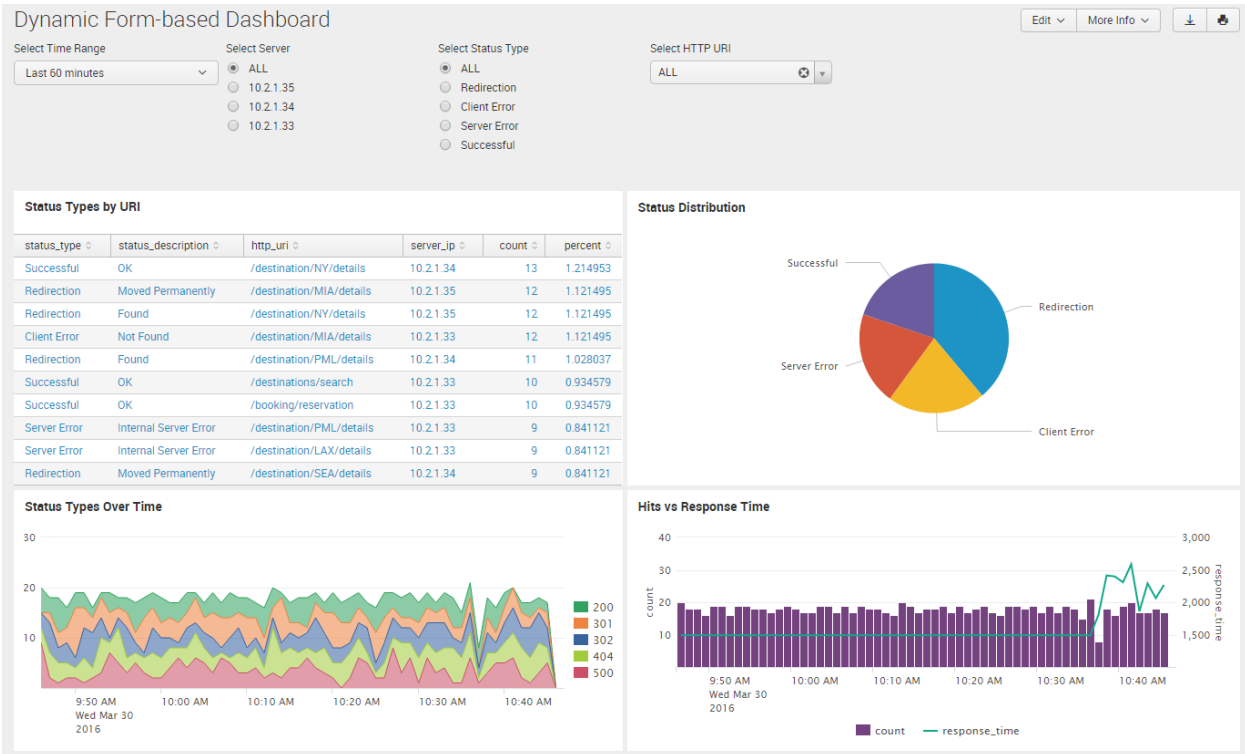 Dynamic Form-based Dashboard
Edit More Info
Select Time Range
Last 60 minutes
Select Server
ALL
10.2.1.35
10.2.1.34
10.2.1.33
Select Status Type
ALL
Redirection
Client Error
Server Error
Successful
Select HTTP URI
ALL
Status Types by URI
status_type status_description http_uri server_ip count percent
Successful OK /destination/NY/details 10.2.1.34 13 1.214953
Redirection Moved Permanently /destination/MIA/details 10.2.1.35 12 1.121495
Redirection Found /destination/NY/details 10.2.1.35 12 1.121495
Client Error Not Found /destination/MIA/details 10.2.1.33 12 1.121495
Redirection Found /destination/PML/details 10.2.1.34 11 1.028037
Successful OK /destinations/search 10.2.1.33 10 0.934579
Successful OK /booking/reservation 10.2.1.33 10 0.934579
Server Error Internal Server Error /destination/PML/details 10.2.1.33 9 0.841121
Server Error Internal Server Error /destination/LAX/details 10.2.1.33 9 0.841121
Redirection Moved Permanently /destination/SEA/details 10.2.1.34 9 0.841121
Status Distribution
Successful
Redirection
Server Error
Client Error
Status Types Over Time
30
20
10
200
301
302
404
500
9:50 AM 10:00 AM 10:10 AM 10:20 AM 10:30 AM 10:40 AM
Wed Mar 30
2016
Hits vs Response Time
count
40
30
20
10
3,000
2,500
2,000
1,500
response_time
9:50 AM 10:00 AM 10:10 AM 10:20 AM 10:30 AM 10:40 AM
Wed Mar 30
2016
count response_time